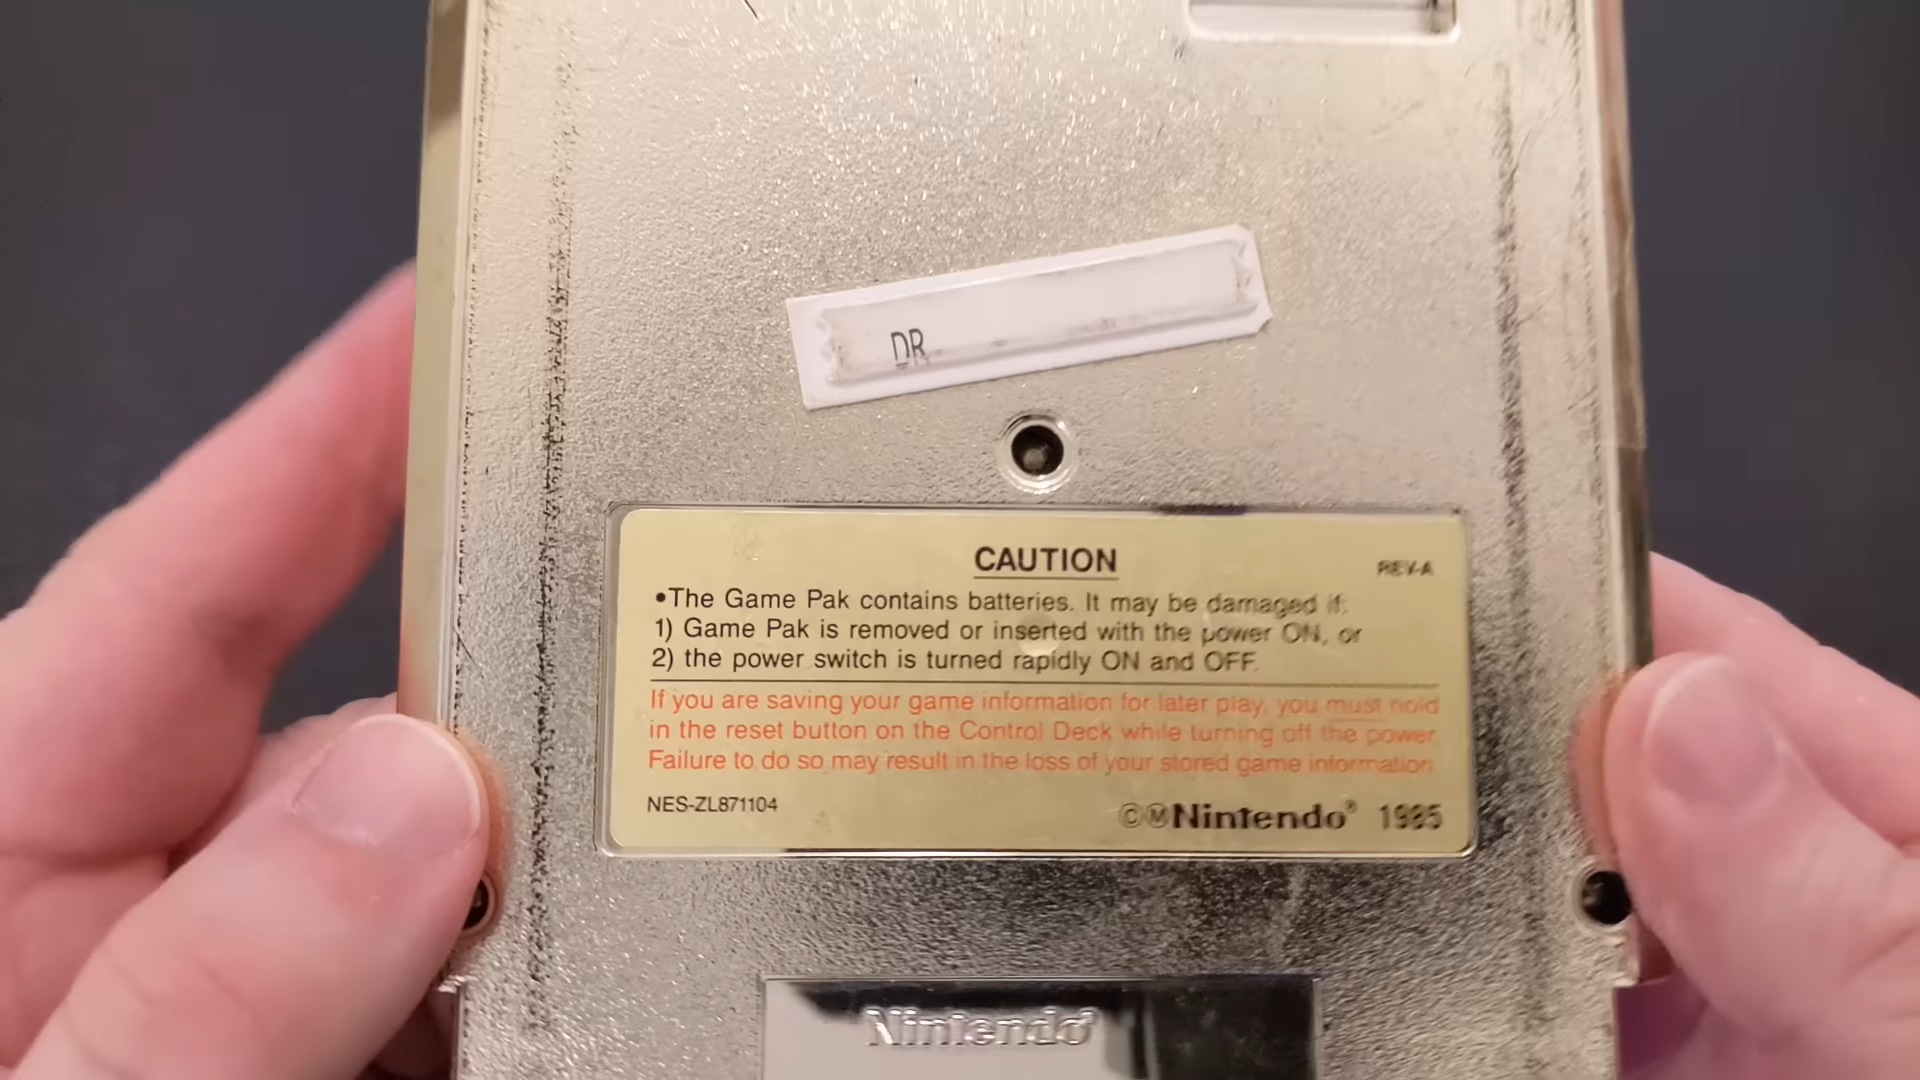 DR
CAUTION
REV-A
•The Game Pak contains batteries. It may be damaged if:
1) Game Pak is removed or inserted with the power ON, or
2) the power switch is turned rapidly ON and OFF.
If you are saving your game information for later play, you must hold
in the reset button on the Control Deck while turning off the power.
Failure to do so may result in the loss of your stored game information.
NES-ZL871104
©ⓂNintendo® 1985
Nintendo®